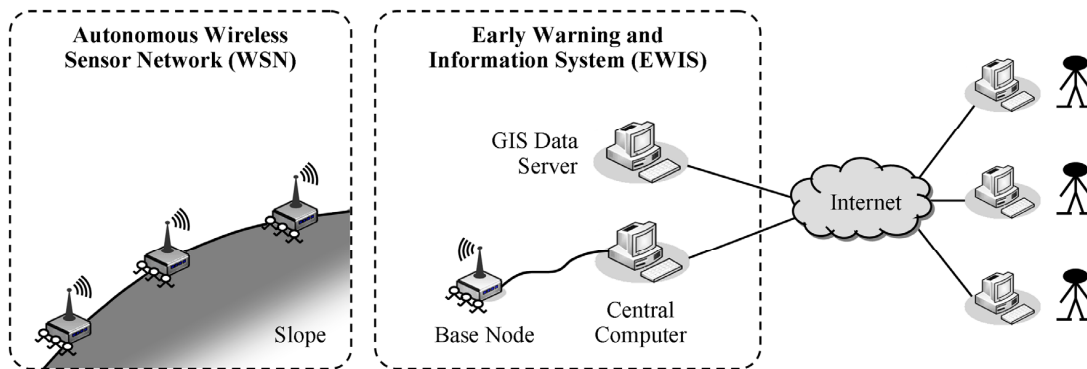 Autonomous Wireless
Sensor Network (WSN)
Slope
Early Warning and
Information System (EWIS)
GIS Data
Server
Base Node
Central
Computer
Internet